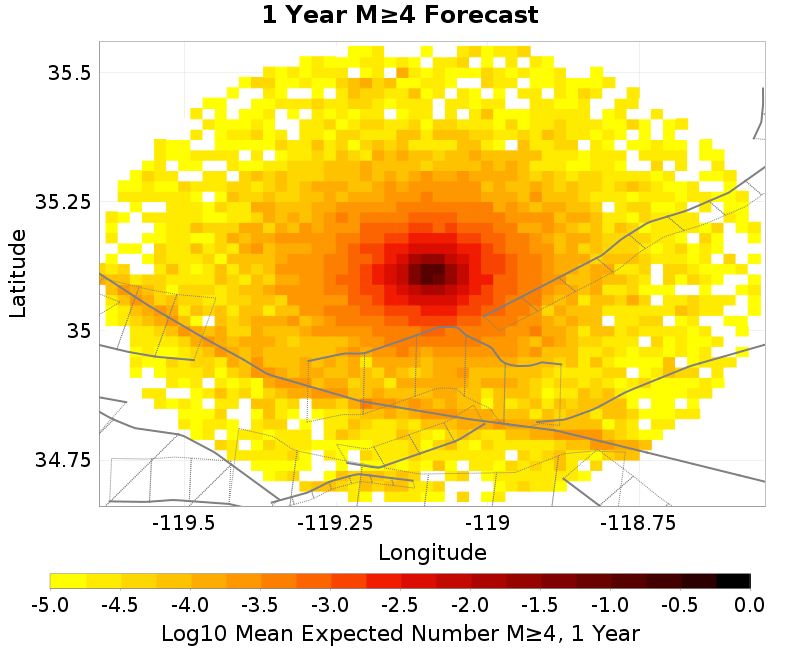 1 Year M≥4 Forecast
35.5
35.25
35
34.75
Latitude
-119.5 -119.25 -119 -118.75
Longitude
-5.0 -4.5 -4.0 -3.5 -3.0 -2.5 -2.0 -1.5 -1.0 -0.5 0.0
Log10 Mean Expected Number M≥4, 1 Year